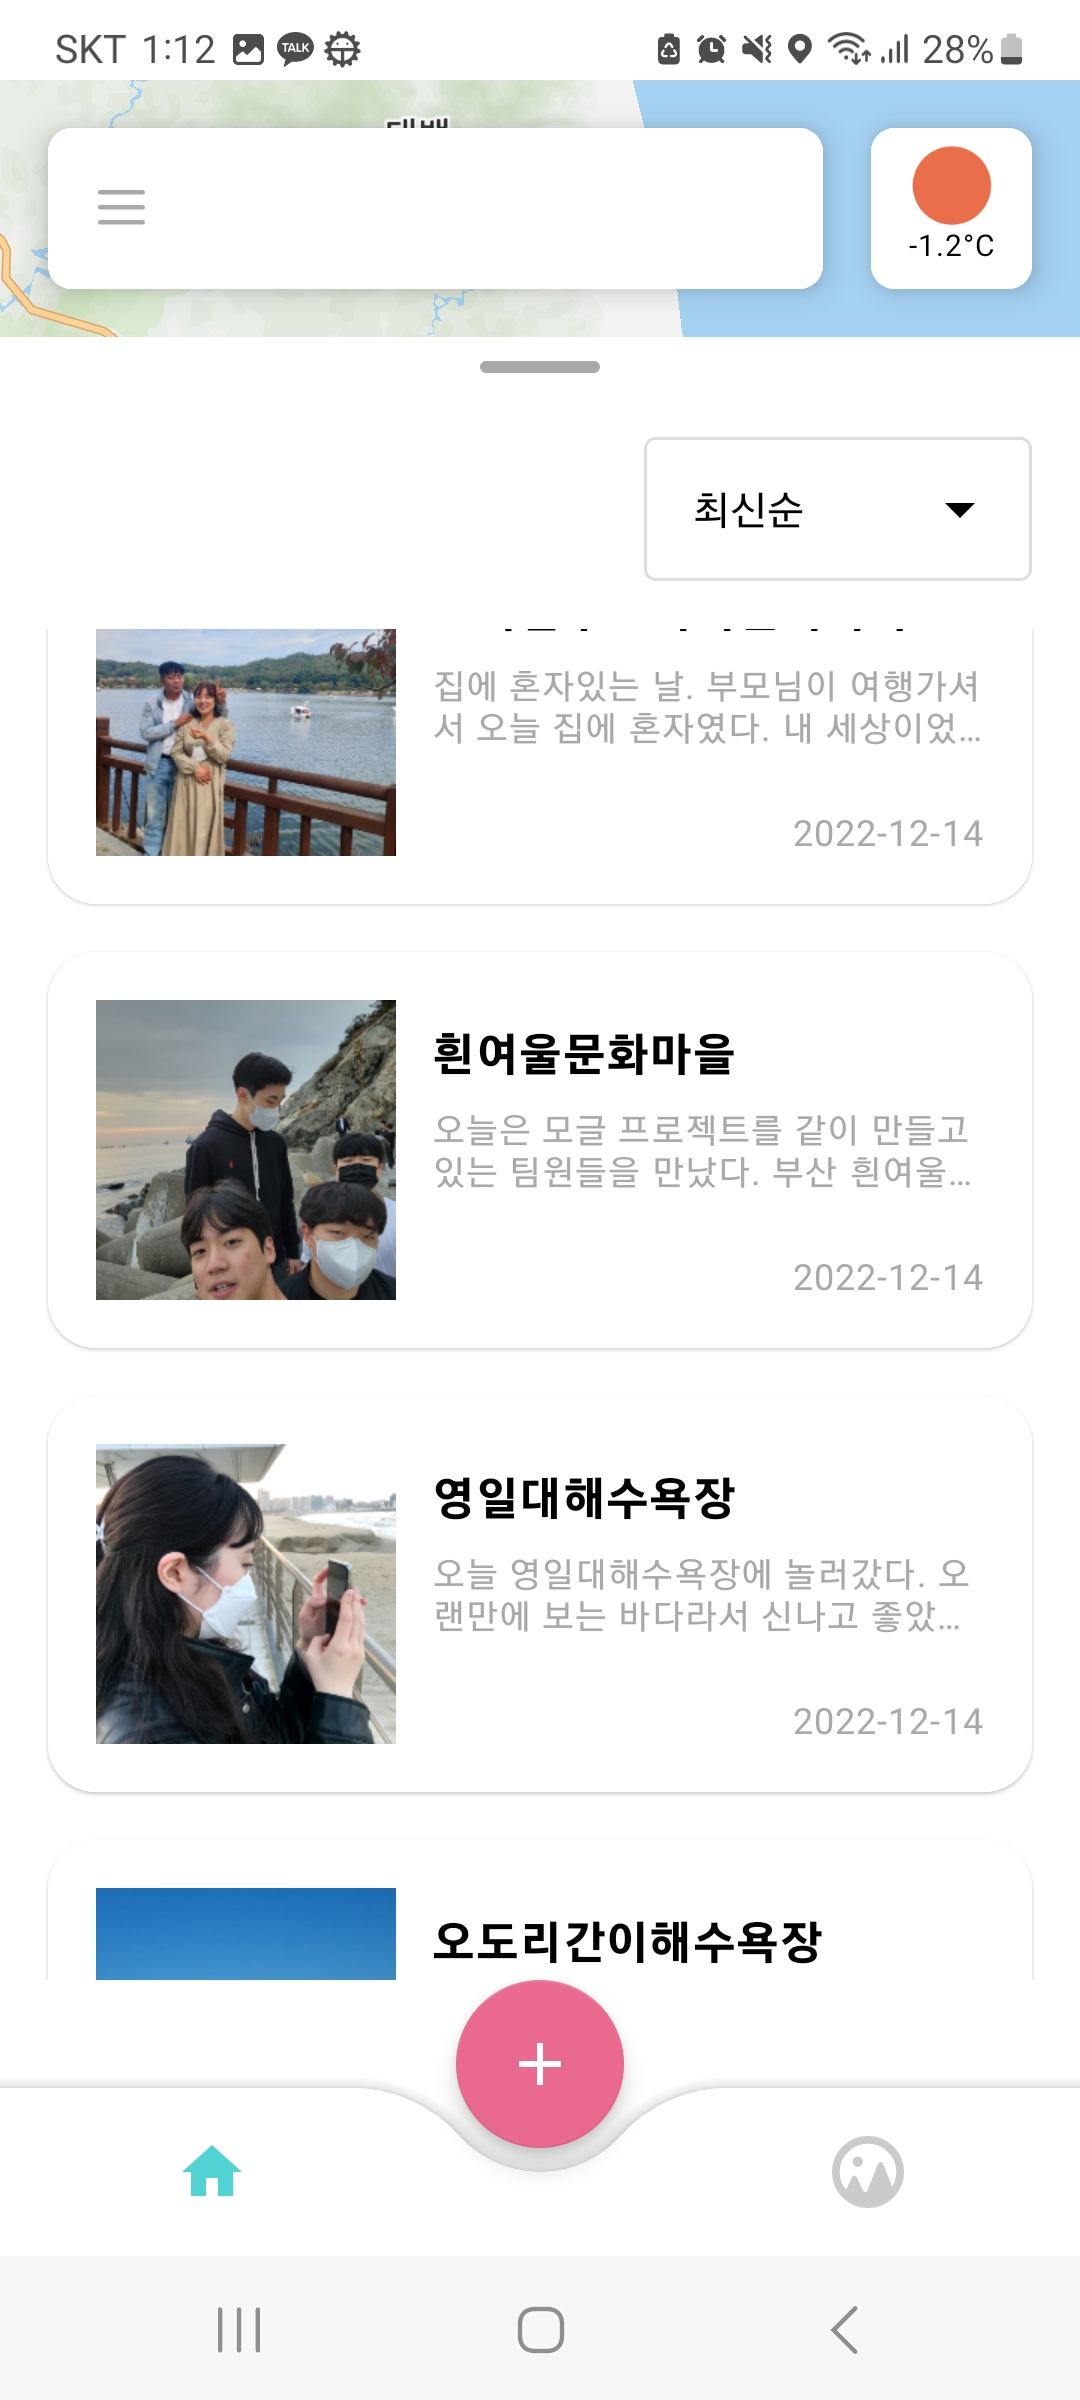 SKT 1:12
TALK
28%
-1.2°C
최신순
집에 혼자있는 날. 부모님이 여행가셔
서 오늘 집에 혼자였다. 내 세상이었...
2022-12-14
흰여울문화마을
오늘은 모글 프로젝트를 같이 만들고
있는 팀원들을 만났다. 부산 흰여울...
2022-12-14
영일대해수욕장
오늘 영일대해수욕장에 놀러갔다. 오
랜만에 보는 바다라서 신나고 좋았...
2022-12-14
오도리간이해수욕장